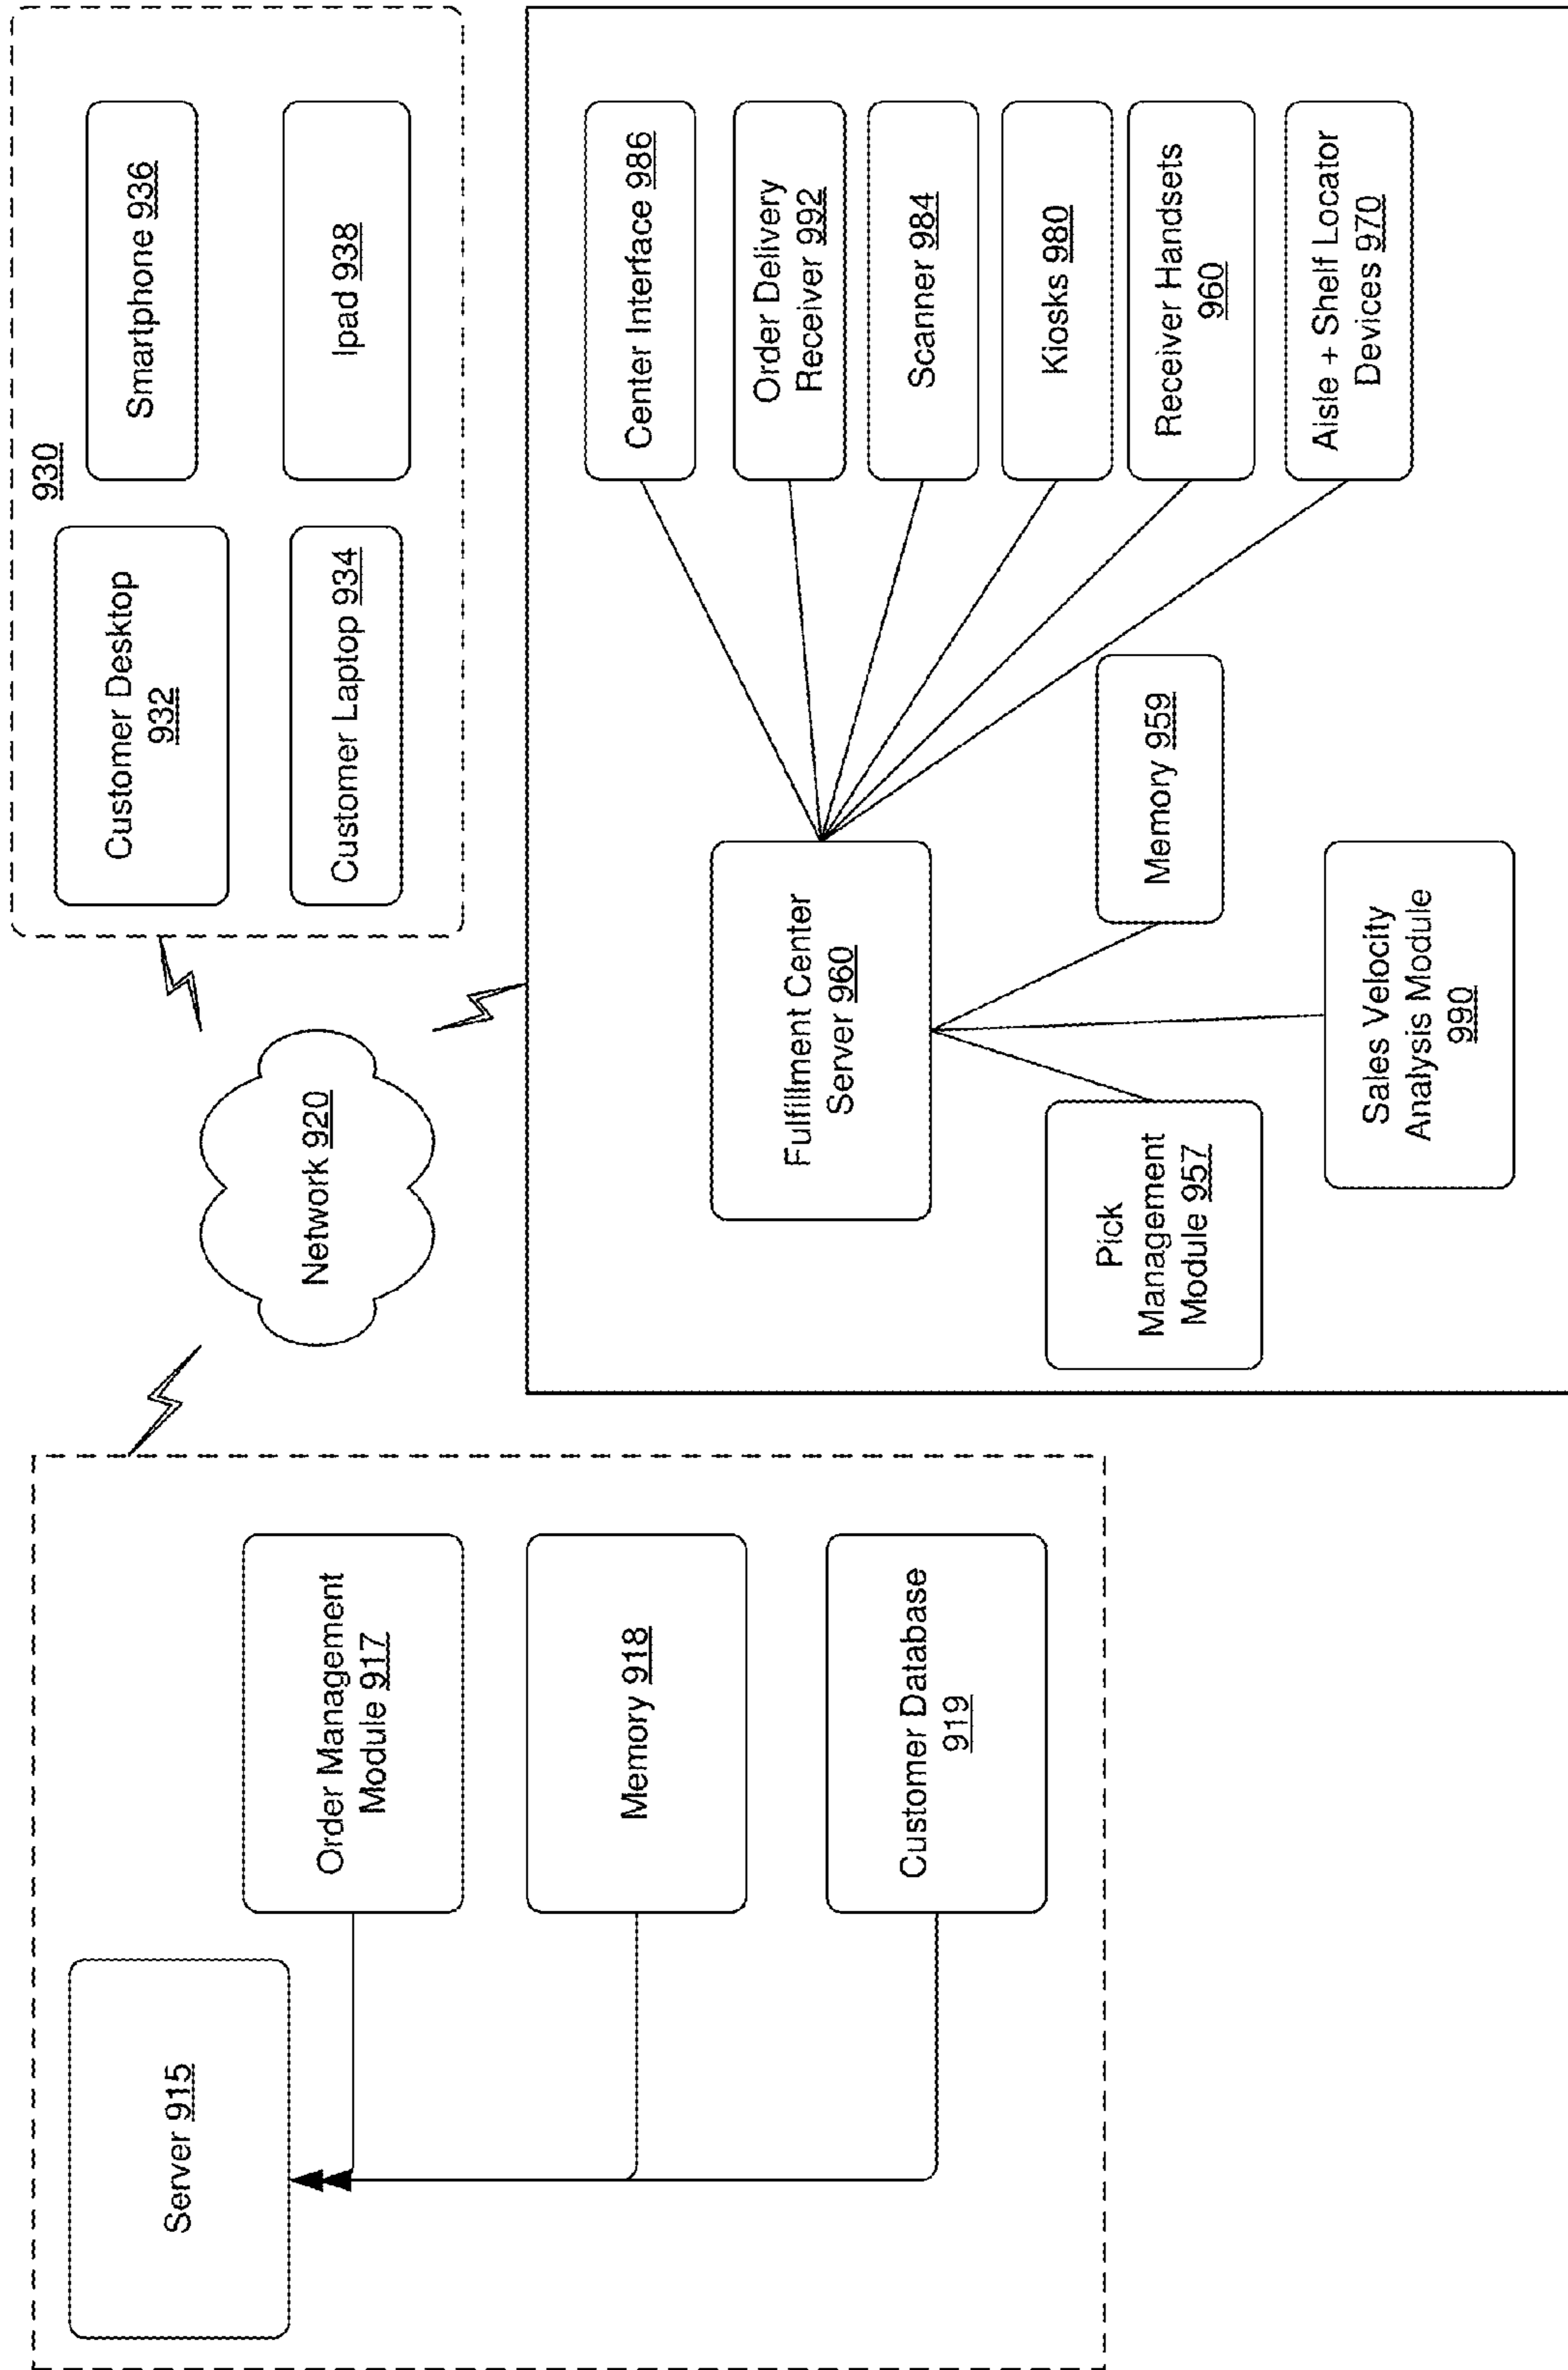 Server 915
Order Management
Module 917
Memory 918
Customer Database
919
Network 920
930
Customer Desktop
932
Smartphone 936
Customer Laptop 934
Ipad 938
Fulfillment Center
Server 960
Pick
Management
Module 957
Memory 959
Sales Velocity
Analysis Module
990
Center Interface 986
Order Delivery
Receiver 992
Scanner 984
Kiosks 980
Receiver Handsets
960
Aisle + Shelf Locator
Devices 970